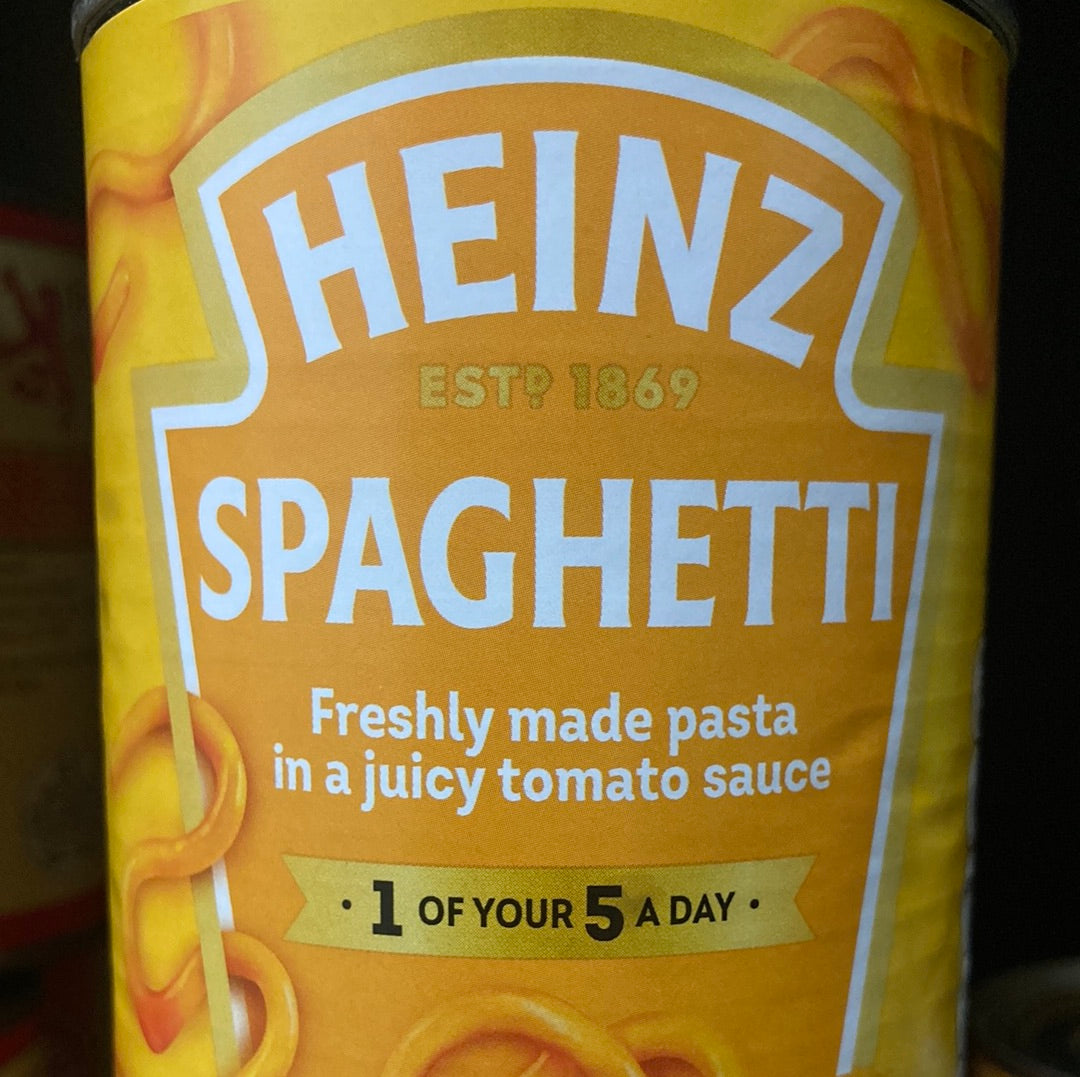 HEINZ
ESTD 1869
SPAGHETTI
Freshly made pasta
in a juicy tomato sauce
· 1 OF YOUR 5 A DAY ·